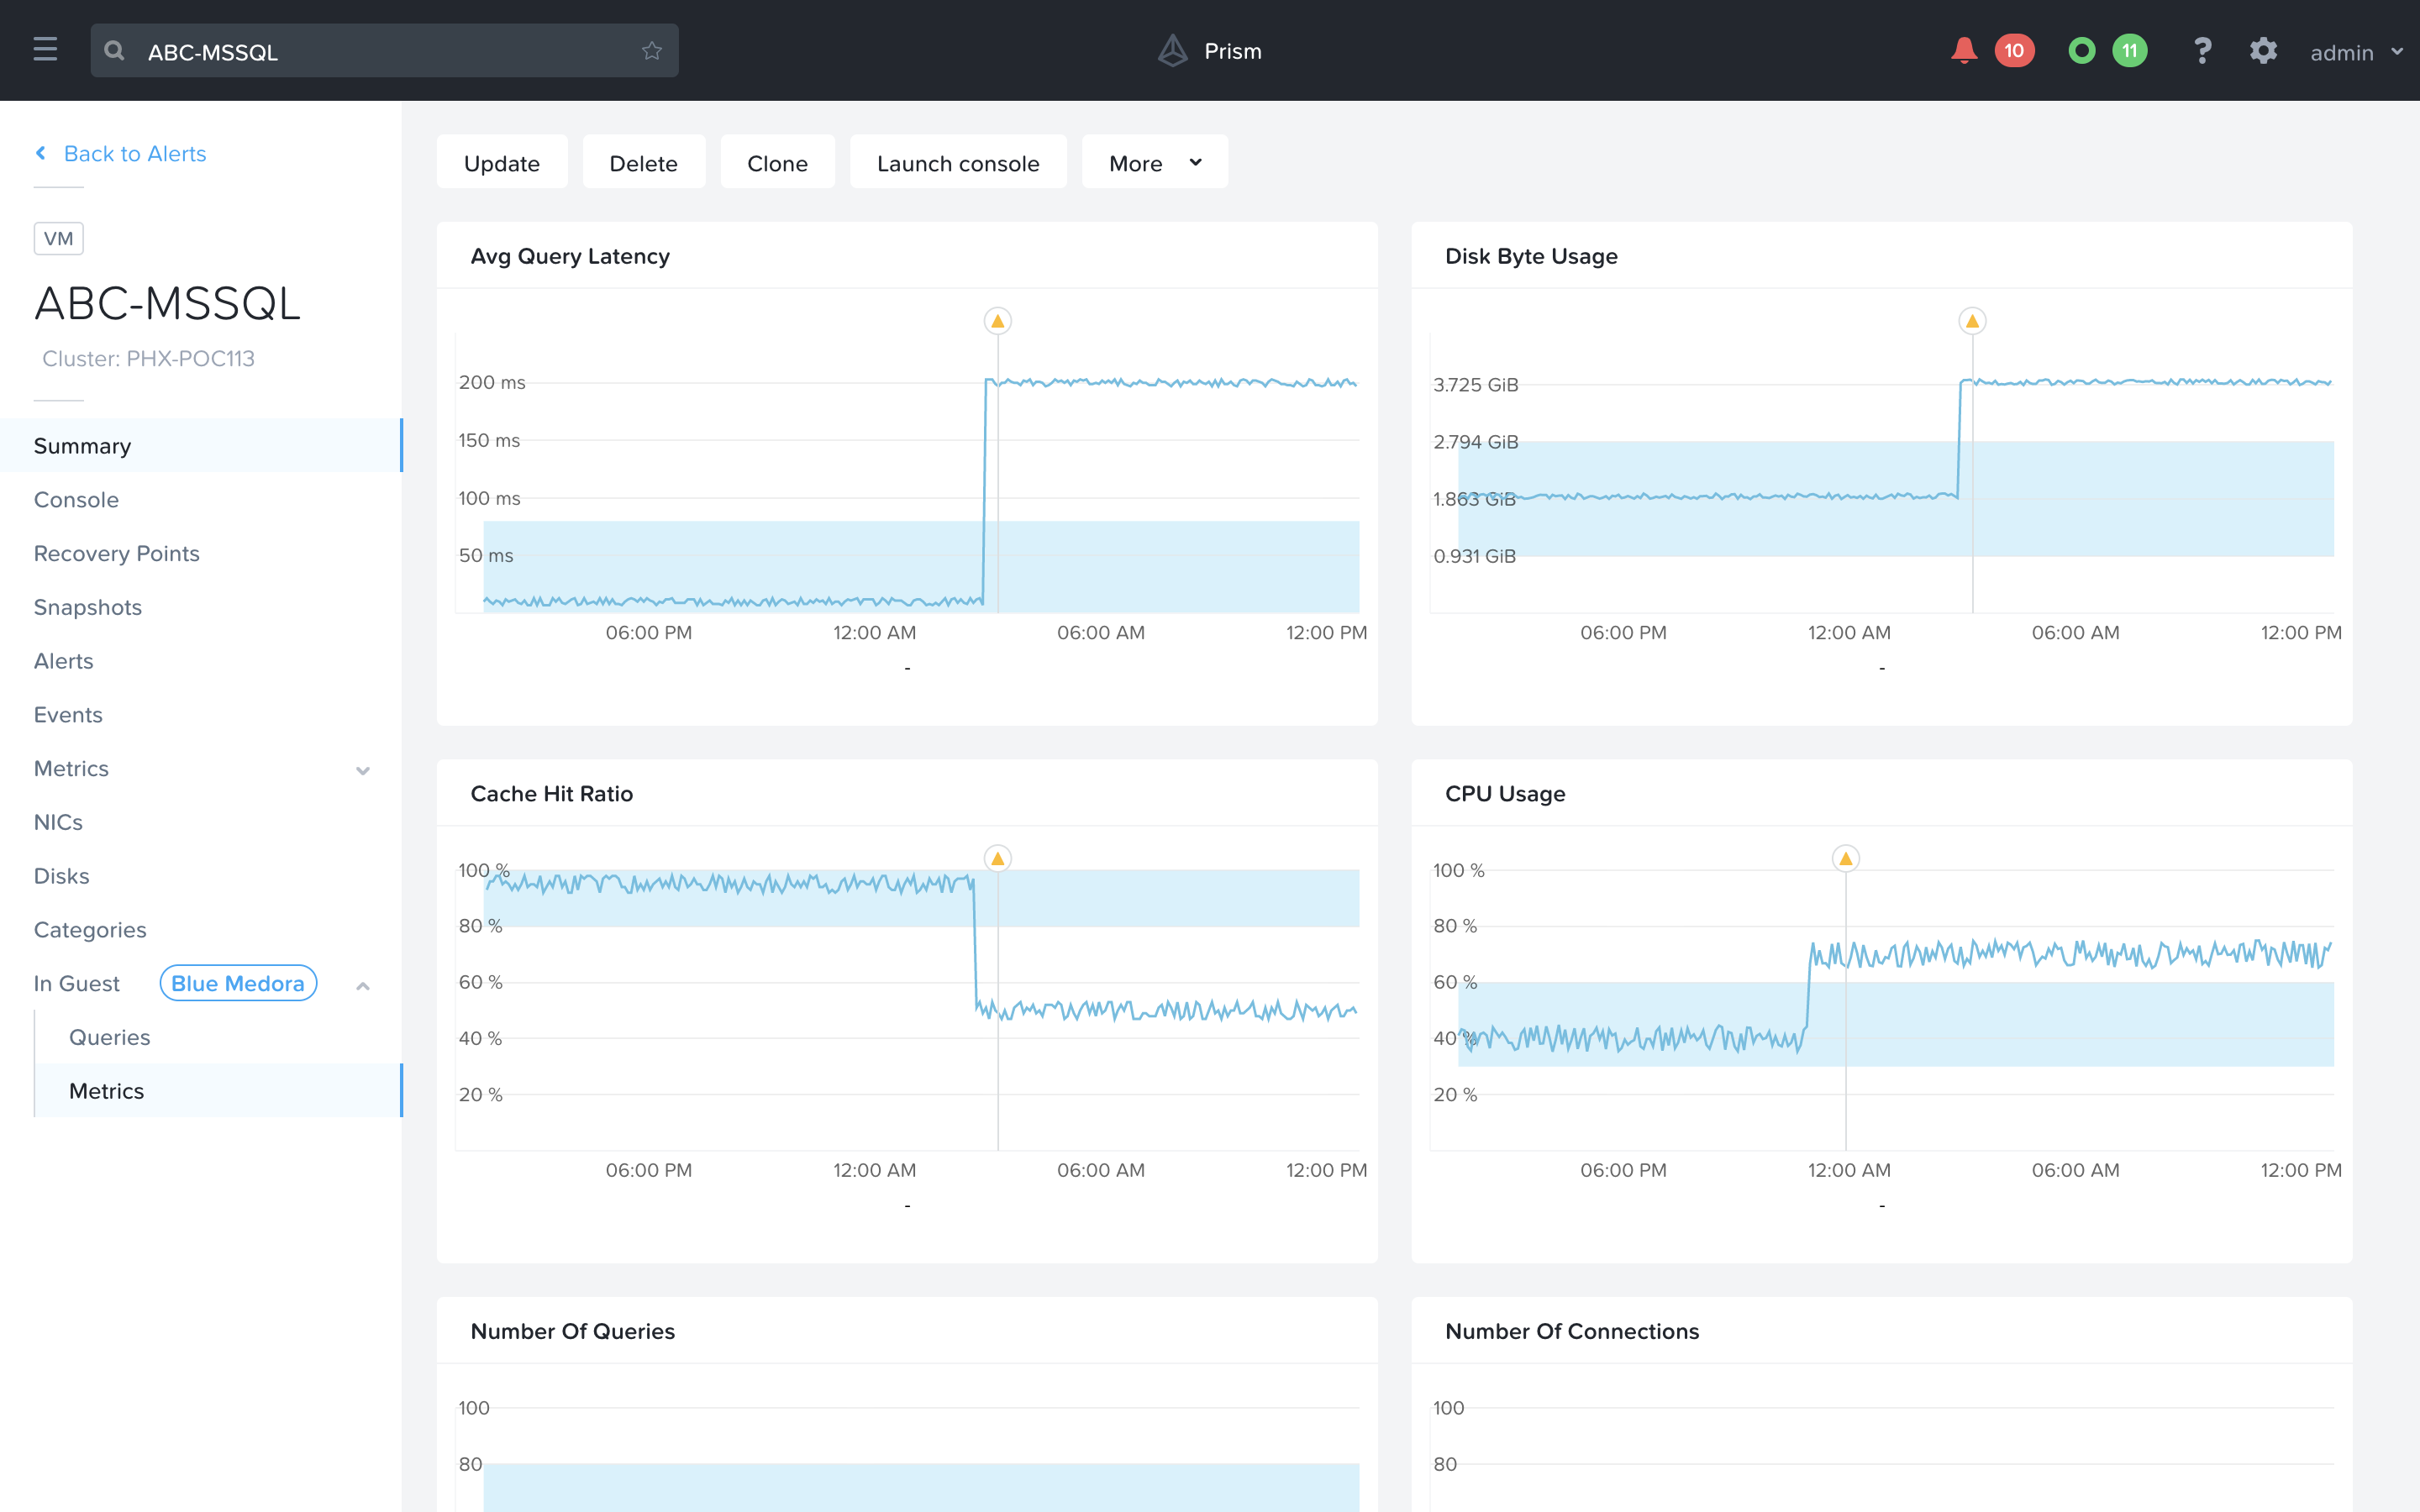 ABC-MSSQL
Prism
10
11
?
admin
Back to Alerts
VM
ABC-MSSQL
Cluster: PHX-POC113
Summary
Console
Recovery Points
Snapshots
Alerts
Events
Metrics
NICs
Disks
Categories
In Guest Blue Medora
Queries
Metrics
Update Delete Clone Launch console More
Avg Query Latency
200 ms
150 ms
100 ms
50 ms
06:00 PM 12:00 AM 06:00 AM 12:00 PM
-
Disk Byte Usage
3.725 GiB
2.794 GiB
1.863 GiB
0.931 GiB
06:00 PM 12:00 AM 06:00 AM 12:00 PM
-
Cache Hit Ratio
100 %
80 %
60 %
40 %
20 %
06:00 PM 12:00 AM 06:00 AM 12:00 PM
-
CPU Usage
100 %
80 %
60 %
40 %
20 %
06:00 PM 12:00 AM 06:00 AM 12:00 PM
-
Number Of Queries
100
80
Number Of Connections
100
80